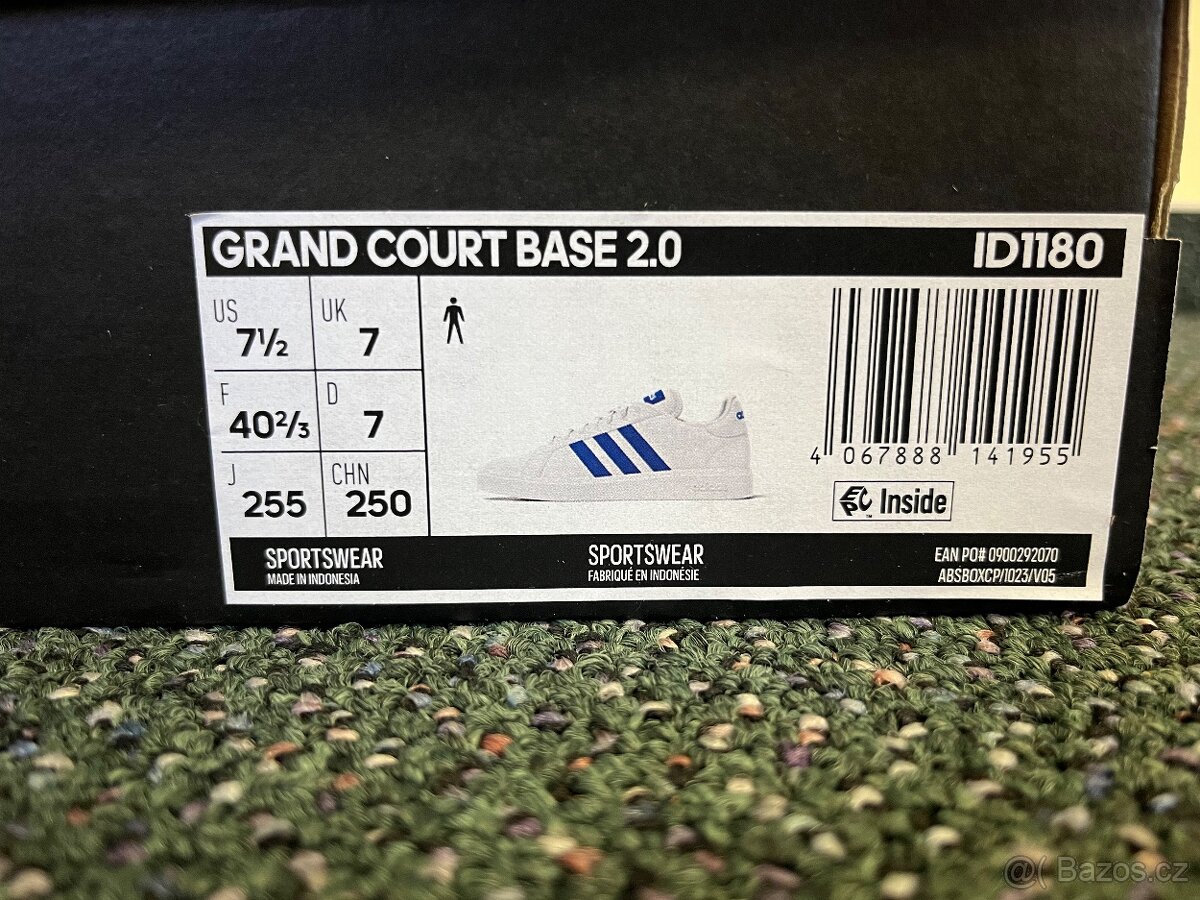 GRAND COURT BASE 2.0 ID1180
US 7½ UK 7
F 40⅔ D 7
J 255 CHN 250
4 067888 141955
EPC Inside
SPORTSWEAR
MADE IN INDONESIA
SPORTSWEAR
FABRIQUÉ EN INDONÉSIE
EAN PO# 0900292070
ABSBOXCP/1023/V05
@( Bazos.cz